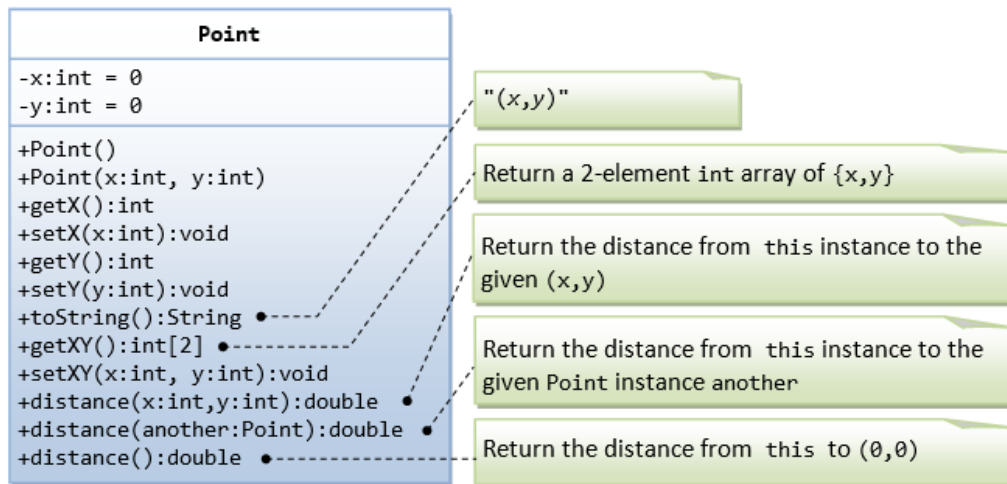 Point
-x:int = 0
-y:int = 0
+Point()
+Point(x:int, y:int)
+getX():int
+setX(x:int):void
+getY():int
+setY(y:int):void
+toString():String
+getXY():int[2]
+setXY(x:int, y:int):void
+distance(x:int,y:int):double
+distance(another:Point):double
+distance():double
"(x,y)"
Return a 2-element int array of {x,y}
Return the distance from this instance to the
given (x,y)
Return the distance from this instance to the
given Point instance another
Return the distance from this to (0,0)